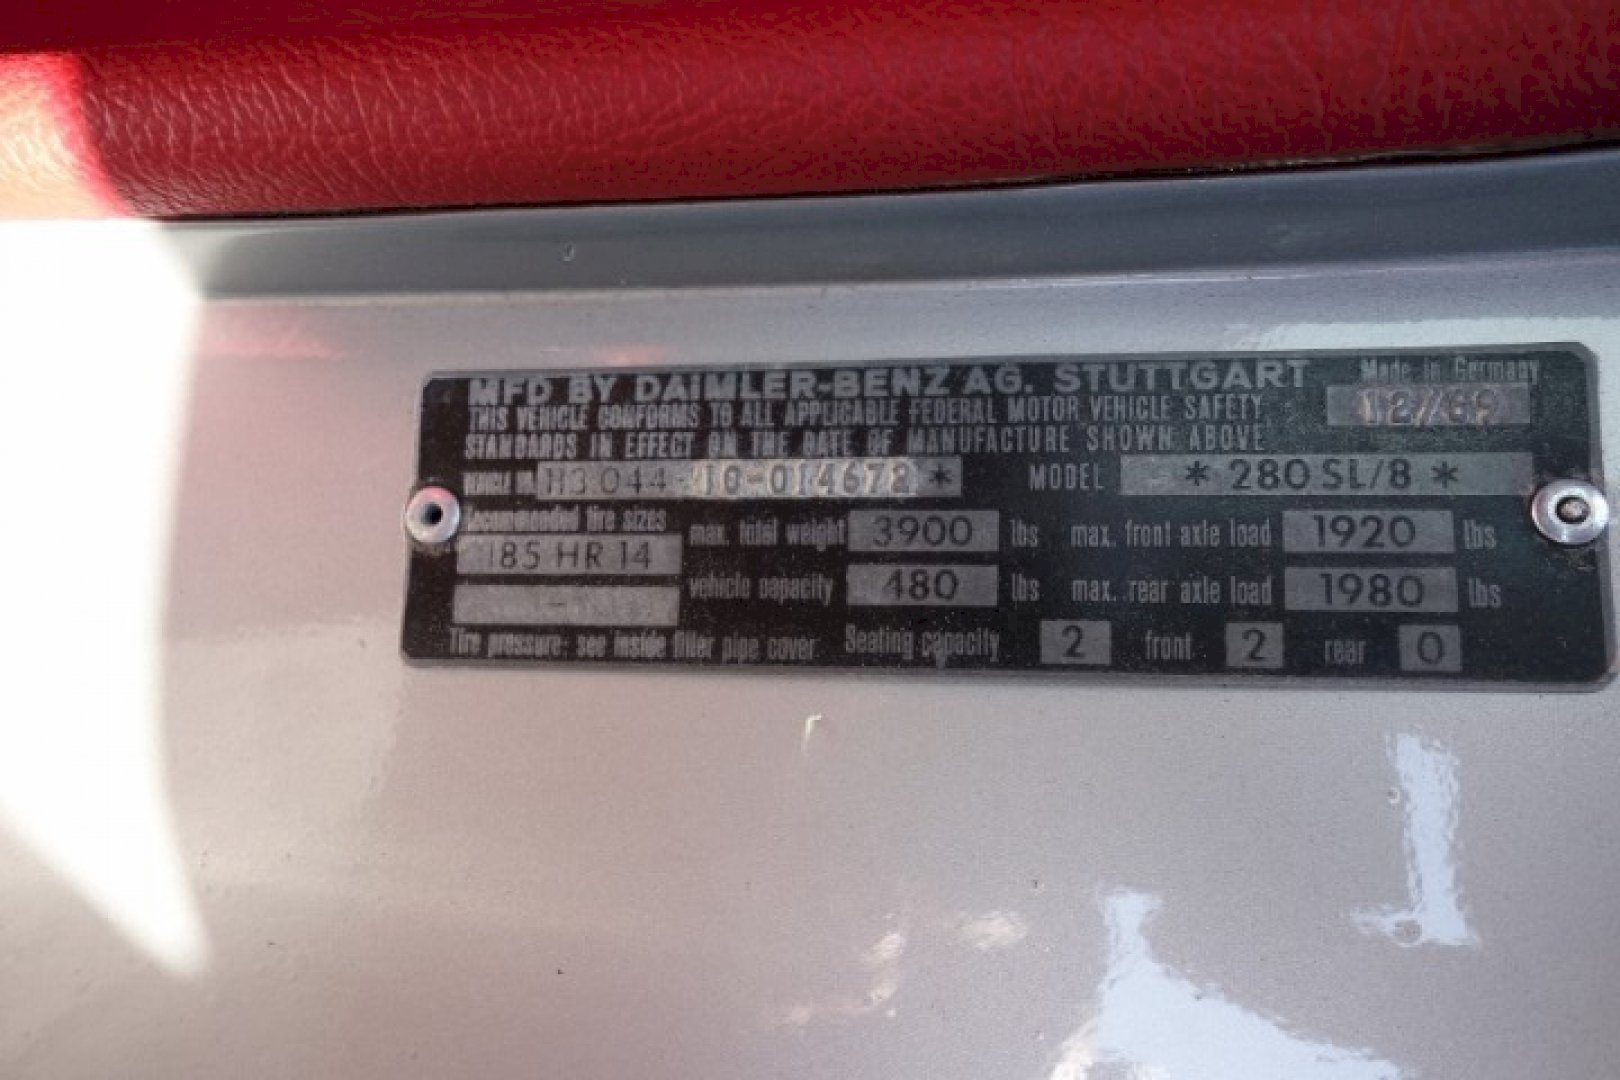 MFD BY DAIMLER-BENZ AG. STUTTGART Made in Germany
THIS VEHICLE CONFORMS TO ALL APPLICABLE FEDERAL MOTOR VEHICLE SAFETY 12//69
STANDARDS IN EFFECT ON THE DATE OF MANUFACTURE SHOWN ABOVE
VEHICLE 113 044-10-014672 * MODEL * 280 SL/8 *
Recommended tire sizes max. total weight 3900 lbs max. front axle load 1920 lbs
185 HR 14 vehicle capacity 480 lbs max. rear axle load 1980 lbs
Tire pressure: see inside filler pipe cover Seating capacity 2 front 2 rear 0